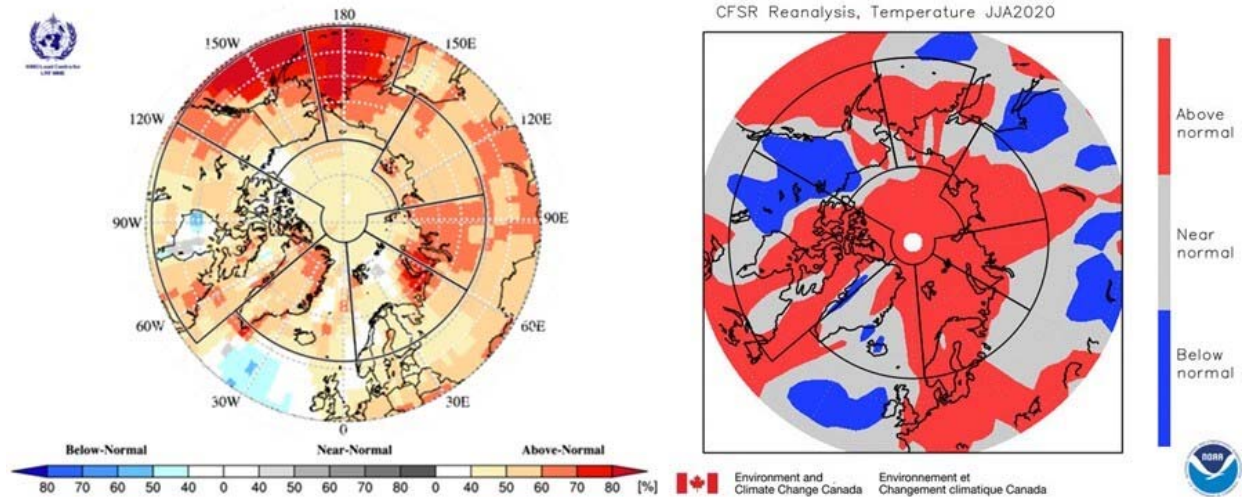 CFSR Reanalysis, Temperature JJA2020
180
150W
150E
120W
120E
90W
90E
60W
60E
30W
30E
0
Below-Normal Near-Normal Above-Normal
80 70 60 50 40 0 40 50 60 70 80 0 40 50 60 70 80 [%]
Above
normal
Near
normal
Below
normal
Environment and
Climate Change Canada
Environnement et
Changement climatique Canada
NOAA